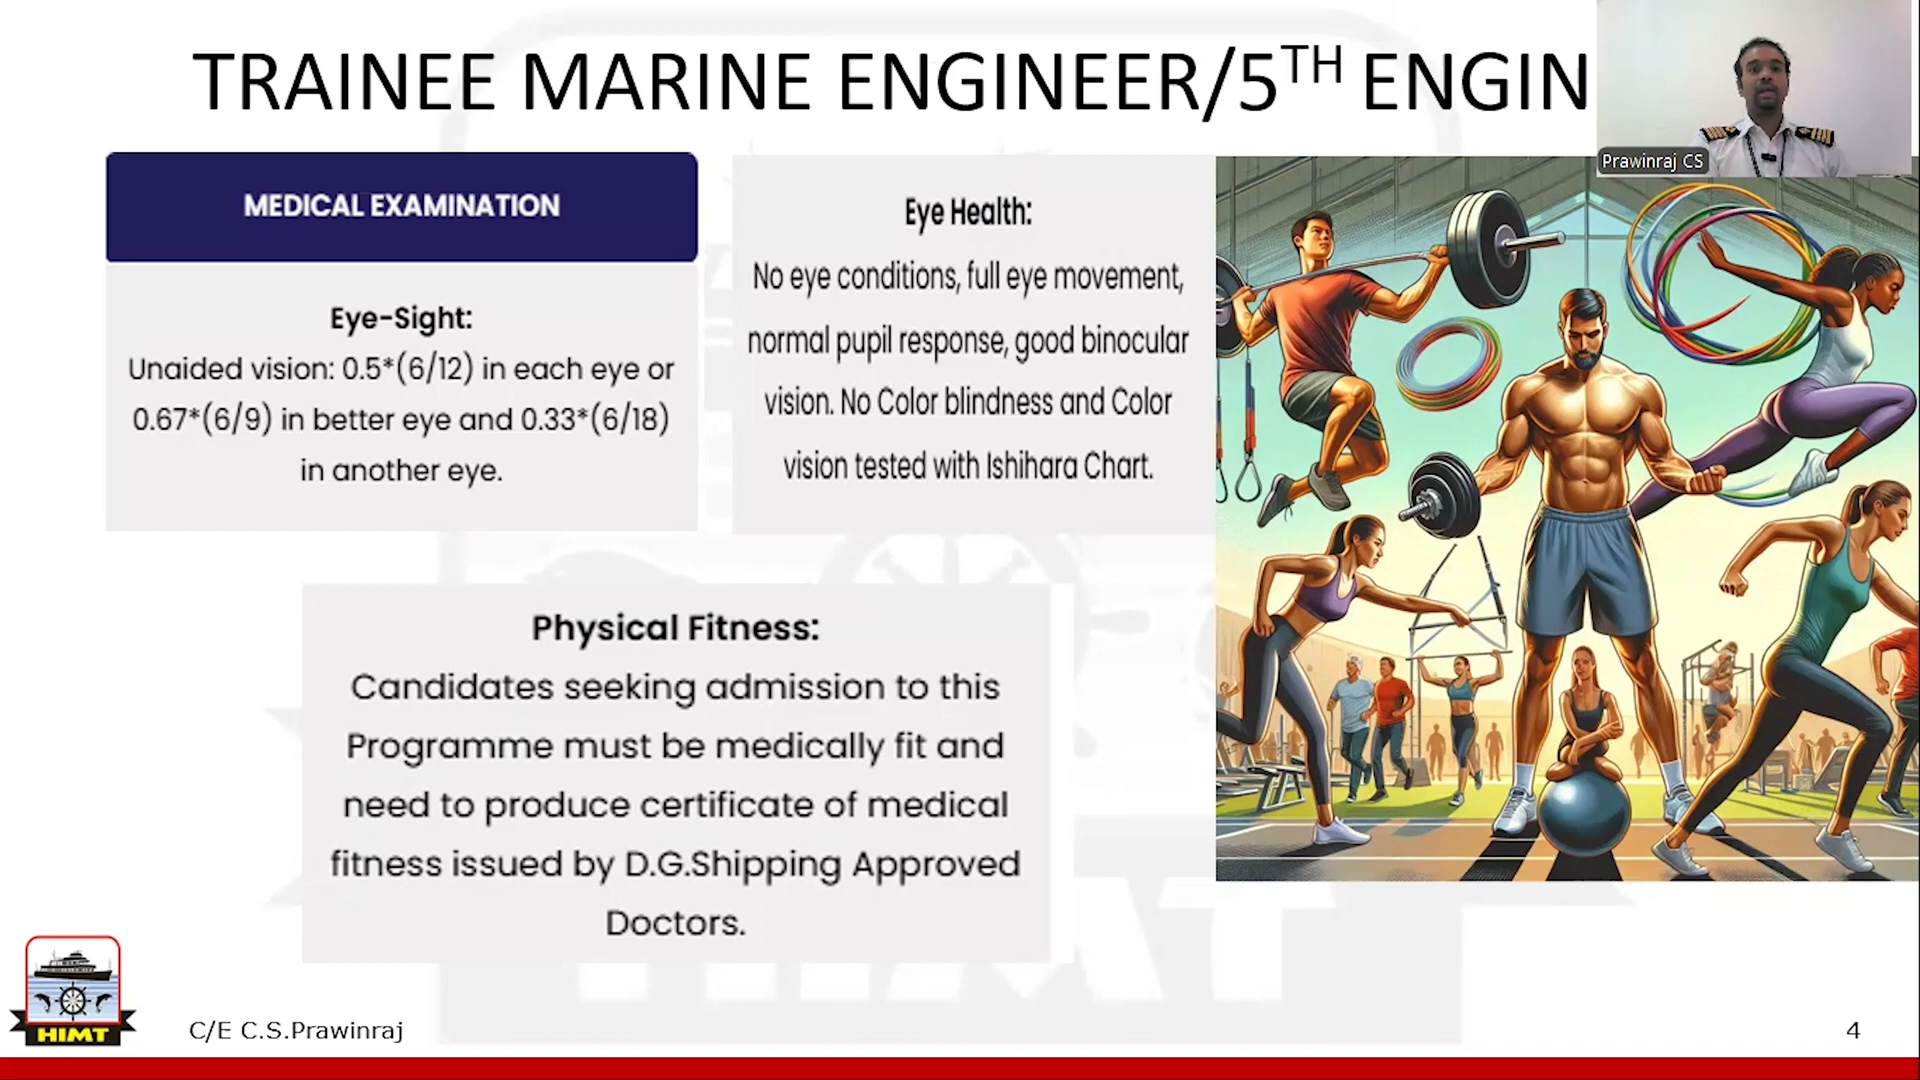 TRAINEE MARINE ENGINEER/5TH ENGIN
Prawinraj CS
MEDICAL EXAMINATION
Eye-Sight:
Unaided vision: 0.5*(6/12) in each eye or
0.67*(6/9) in better eye and 0.33*(6/18)
in another eye.
Eye Health:
No eye conditions, full eye movement,
normal pupil response, good binocular
vision. No Color blindness and Color
vision tested with Ishihara Chart.
Physical Fitness:
Candidates seeking admission to this
Programme must be medically fit and
need to produce certificate of medical
fitness issued by D.G.Shipping Approved
Doctors.
HIMT
C/E C.S.Prawinraj
4